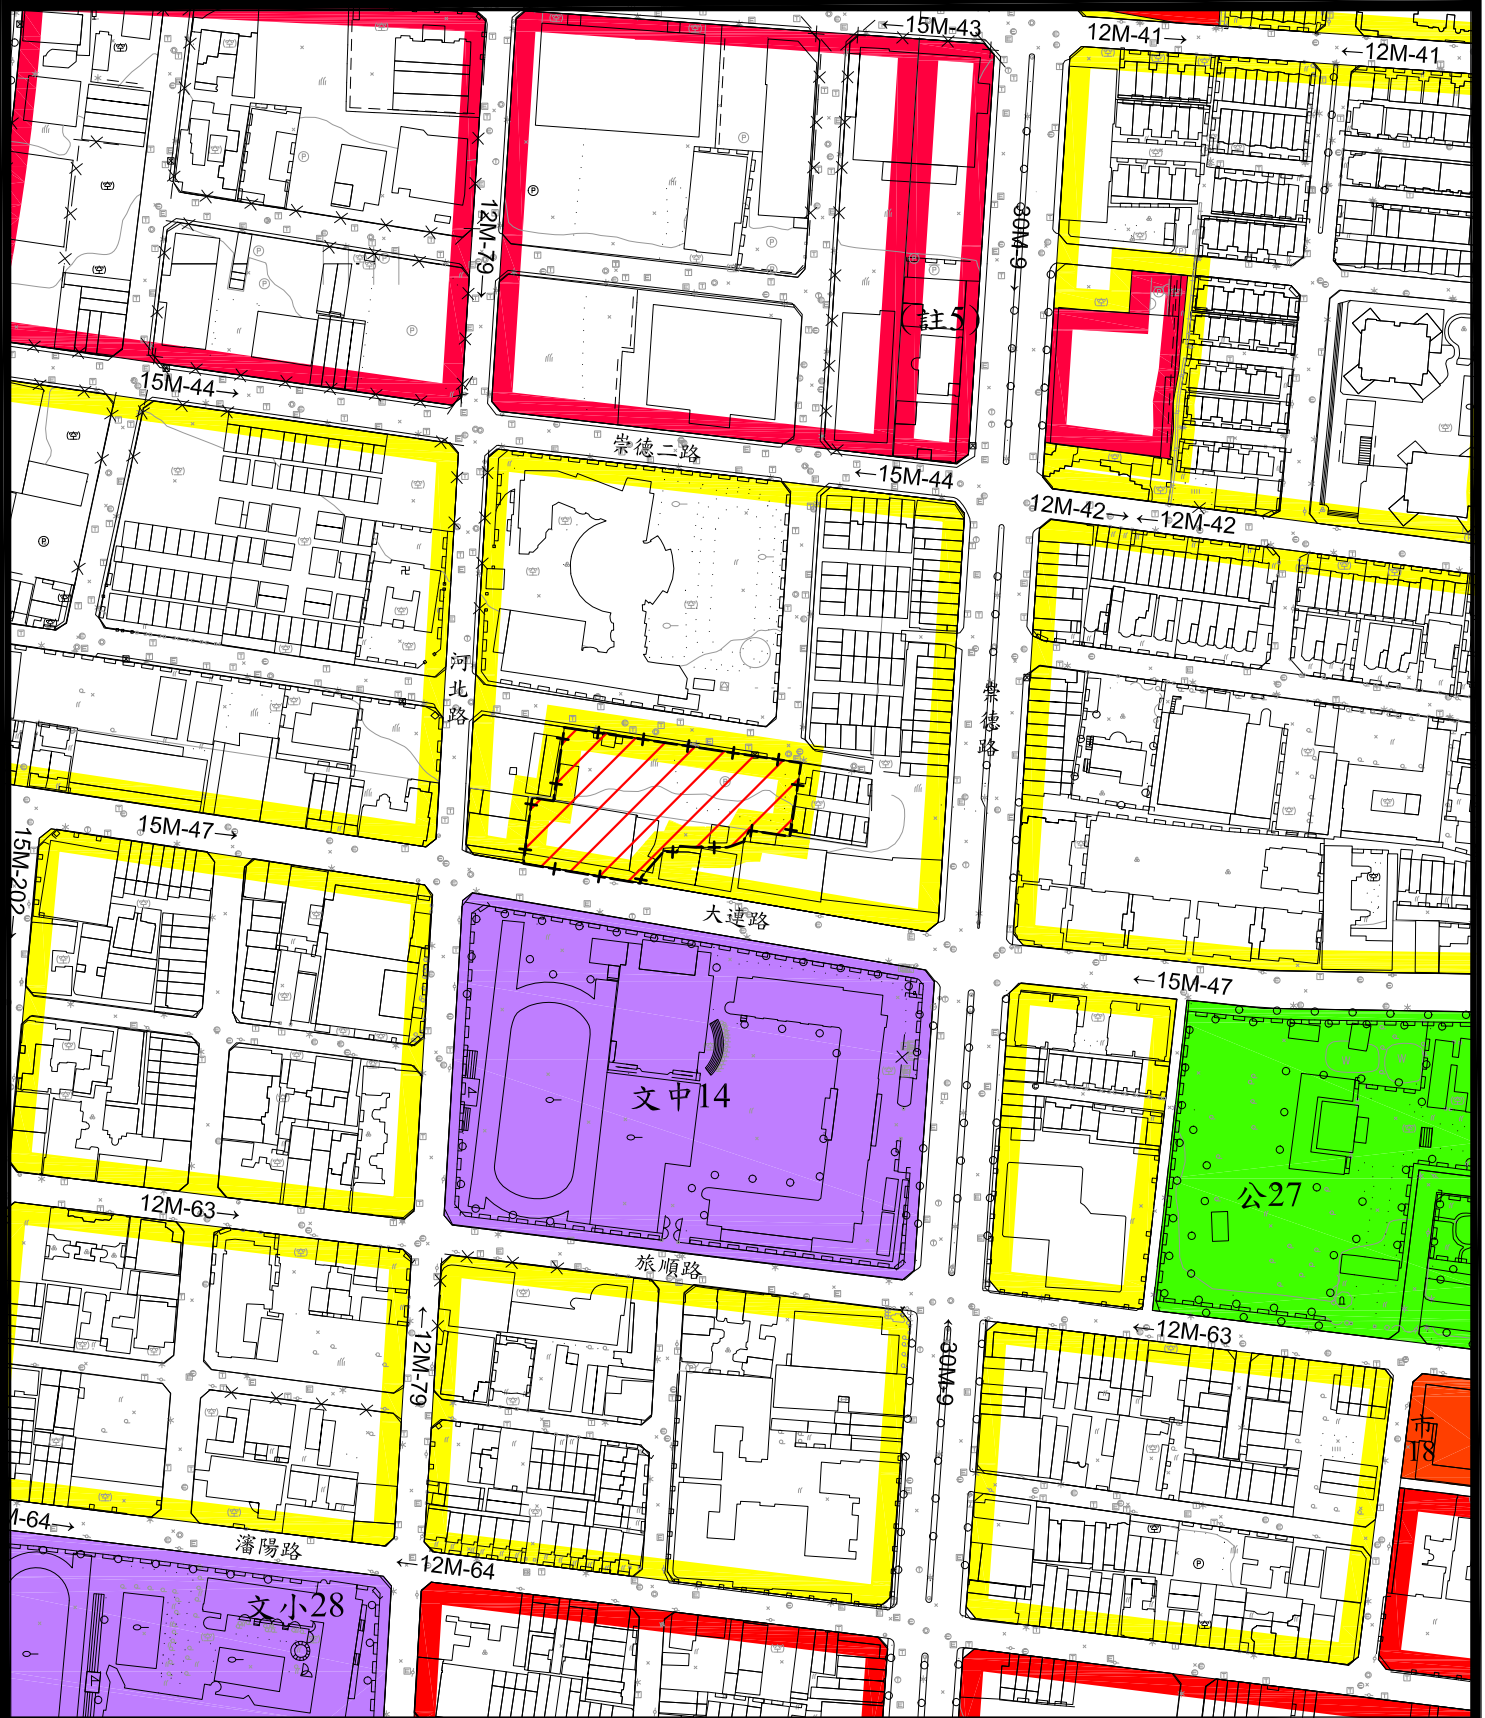 ←15M-43
12M-41→
←12M-41
12M-79→
30M-9→
(註5)
15M-44→
崇德二路
←15M-44
12M-42→
←12M-42
河北路
崇德路
15M-47→
15M-202→
大連路
←15M-47
文中14
公27
12M-63→
旅順路
←12M-79
←30M-9
←12M-63
市18
M-64→
瀋陽路
←12M-64
文小28